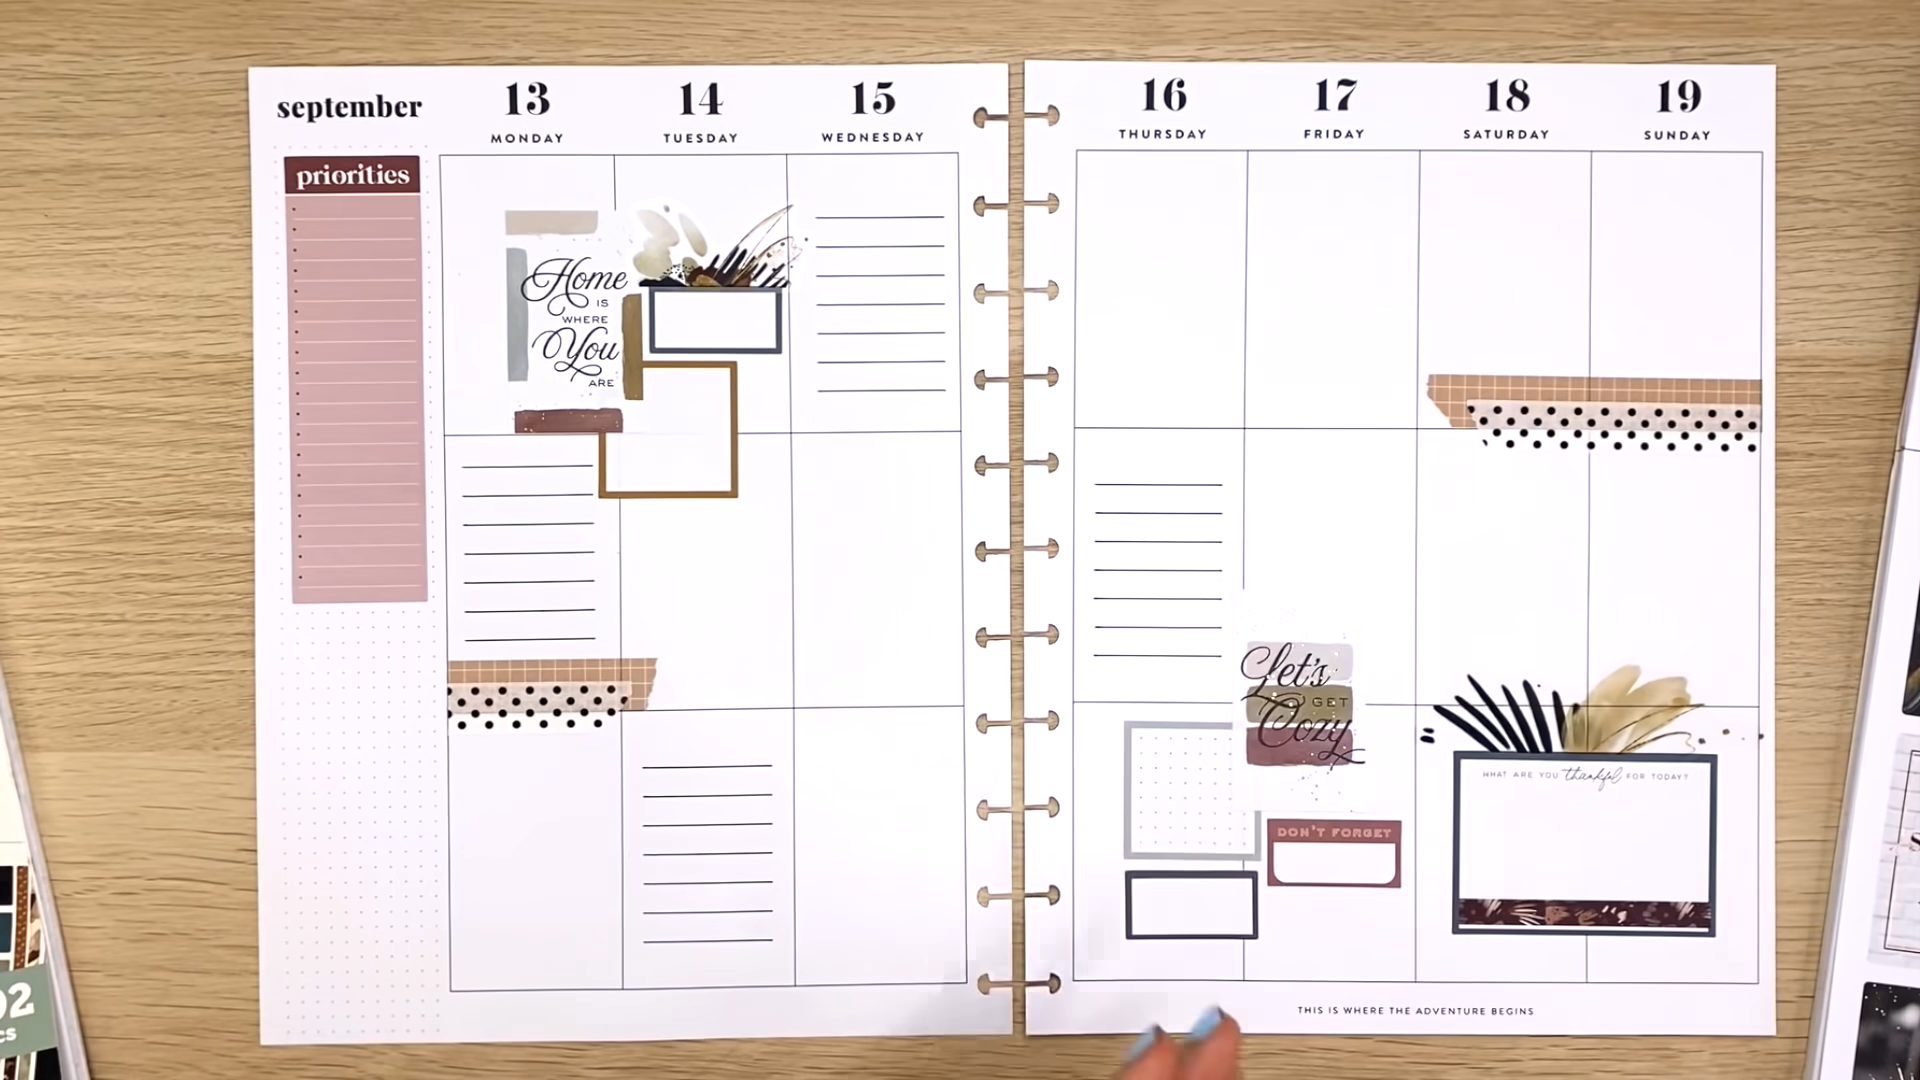 september
13
MONDAY
14
TUESDAY
15
WEDNESDAY
16
THURSDAY
17
FRIDAY
18
SATURDAY
19
SUNDAY
priorities
Home
IS
WHERE
You
ARE
Let's
GET
Cozy
DON'T FORGET
WHAT ARE YOU thankful FOR TODAY?
THIS IS WHERE THE ADVENTURE BEGINS